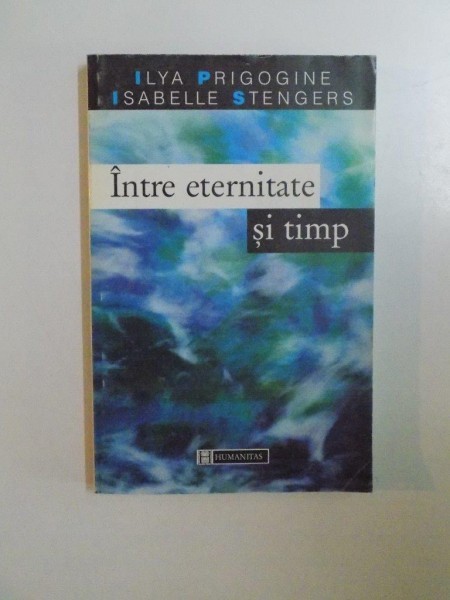 ILYA PRIGOGINE
ISABELLE STENGERS
Între eternitate
și timp
HUMANITAS